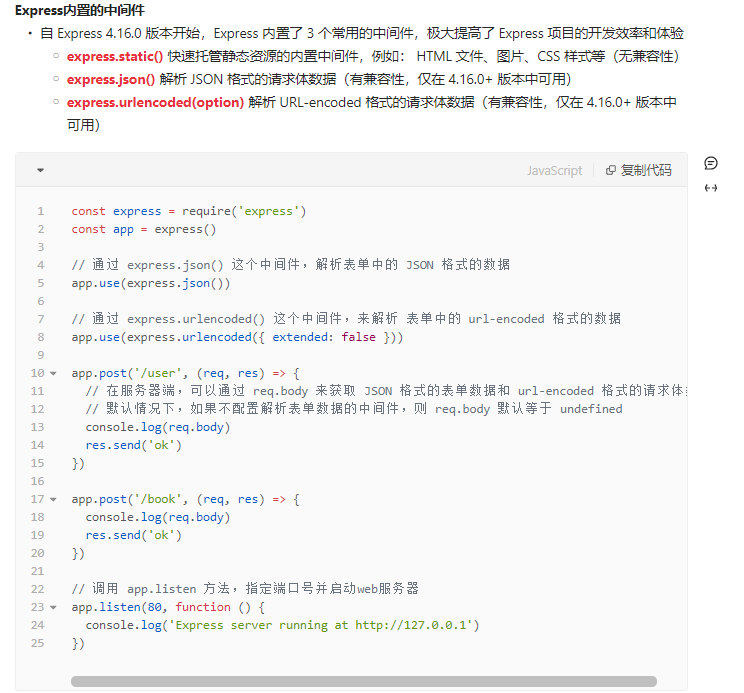 Express内置的中间件
• 自 Express 4.16.0 版本开始，Express 内置了 3 个常用的中间件，极大提高了 Express 项目的开发效率和体验
○ express.static() 快速托管静态资源的内置中间件，例如： HTML 文件、图片、CSS 样式等（无兼容性）
○ express.json() 解析 JSON 格式的请求体数据（有兼容性，仅在 4.16.0+ 版本中可用）
○ express.urlencoded(option) 解析 URL-encoded 格式的请求体数据（有兼容性，仅在 4.16.0+ 版本中
可用）
JavaScript 复制代码
1 const express = require('express')
2 const app = express()
3
4 // 通过 express.json() 这个中间件，解析表单中的 JSON 格式的数据
5 app.use(express.json())
6
7 // 通过 express.urlencoded() 这个中间件，来解析 表单中的 url-encoded 格式的数据
8 app.use(express.urlencoded({ extended: false }))
9
10 app.post('/user', (req, res) => {
11 // 在服务器端，可以通过 req.body 来获取 JSON 格式的表单数据和 url-encoded 格式的请求体
12 // 默认情况下，如果不配置解析表单数据的中间件，则 req.body 默认等于 undefined
13 console.log(req.body)
14 res.send('ok')
15 })
16
17 app.post('/book', (req, res) => {
18 console.log(req.body)
19 res.send('ok')
20 })
21
22 // 调用 app.listen 方法，指定端口号并启动web服务器
23 app.listen(80, function () {
24 console.log('Express server running at http://127.0.0.1')
25 })